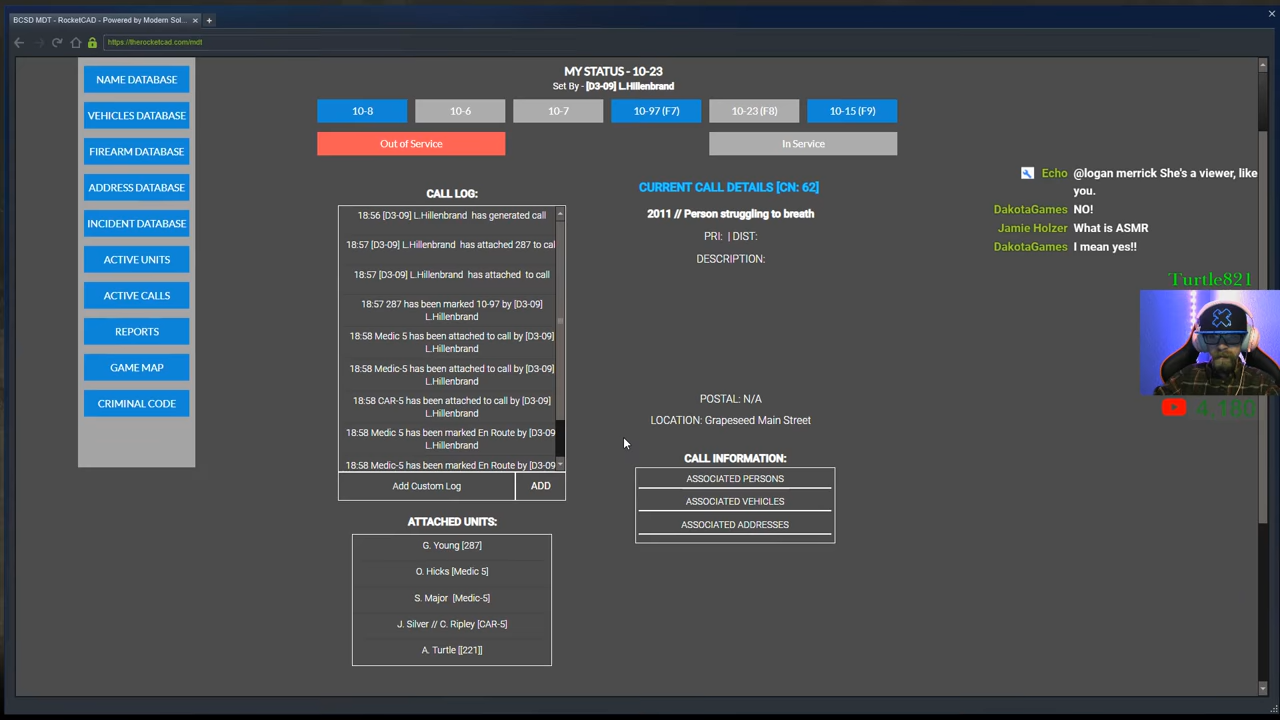 BCSD MDT - RocketCAD - Powered by Modern Sol...
https://therocketcad.com/mdt
NAME DATABASE
VEHICLES DATABASE
FIREARM DATABASE
ADDRESS DATABASE
INCIDENT DATABASE
ACTIVE UNITS
ACTIVE CALLS
REPORTS
GAME MAP
CRIMINAL CODE
MY STATUS - 10-23
Set By - [D3-09] L.Hillenbrand
10-8
10-6
10-7
10-97 (F7)
10-23 (F8)
10-15 (F9)
Out of Service
In Service
CALL LOG:
18:56 [D3-09] L.Hillenbrand has generated call
18:57 [D3-09] L.Hillenbrand has attached 287 to cal
18:57 [D3-09] L.Hillenbrand has attached to call
18:57 287 has been marked 10-97 by [D3-09]
L.Hillenbrand
18:58 Medic 5 has been attached to call by [D3-09]
L.Hillenbrand
18:58 Medic-5 has been attached to call by [D3-09]
L.Hillenbrand
18:58 CAR-5 has been attached to call by [D3-09]
L.Hillenbrand
18:58 Medic 5 has been marked En Route by [D3-09
L.Hillenbrand
18:58 Medic-5 has been marked En Route by [D3-09
Add Custom Log
ADD
ATTACHED UNITS:
G. Young [287]
O. Hicks [Medic 5]
S. Major [Medic-5]
J. Silver // C. Ripley [CAR-5]
A. Turtle [[221]]
CURRENT CALL DETAILS [CN: 62]
2011 // Person struggling to breath
PRI: | DIST:
DESCRIPTION:
POSTAL: N/A
LOCATION: Grapeseed Main Street
CALL INFORMATION:
ASSOCIATED PERSONS
ASSOCIATED VEHICLES
ASSOCIATED ADDRESSES
Echo @logan merrick She's a viewer, like
you.
DakotaGames NO!
Jamie Holzer What is ASMR
DakotaGames I mean yes!!
Turtle821
4,180